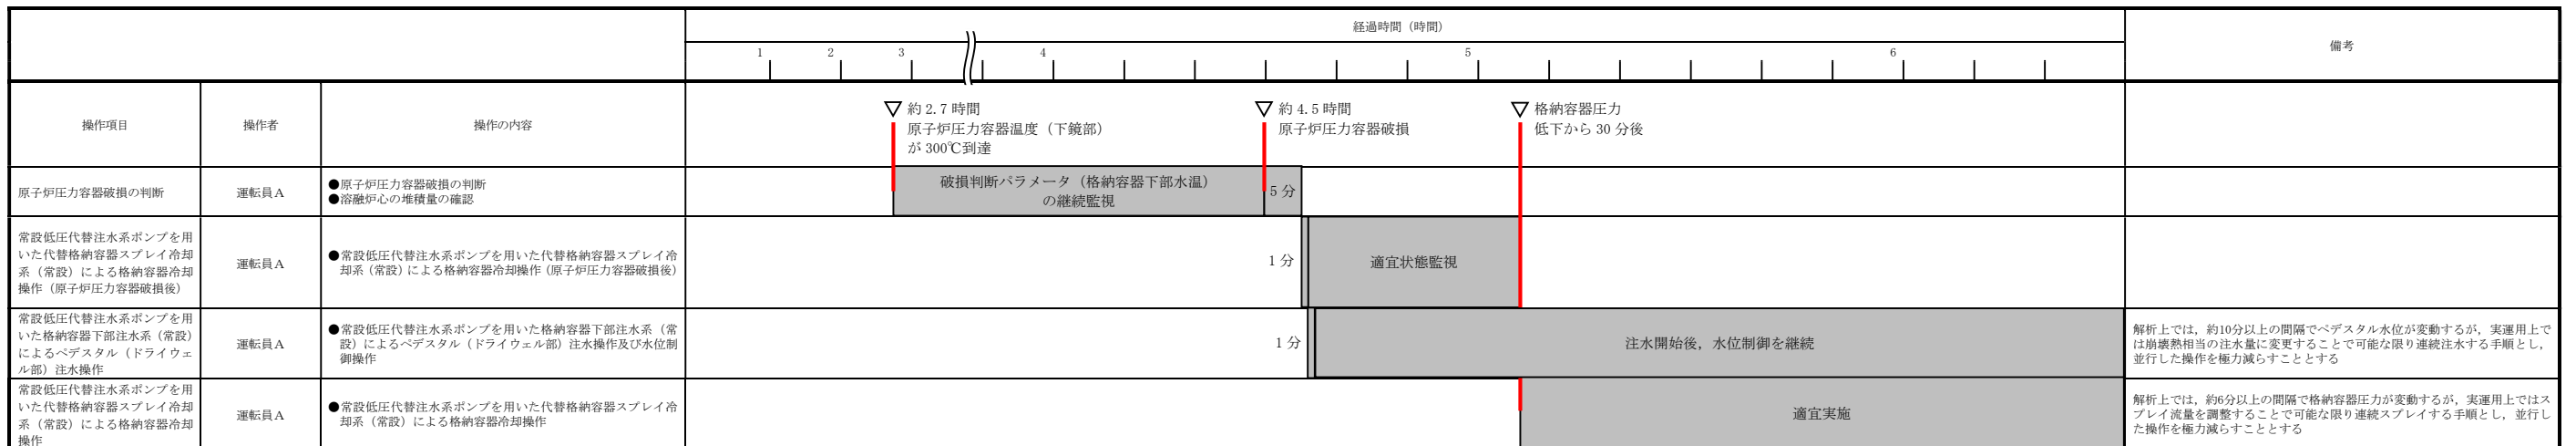 経過時間（時間）
備考
1 2 3 4 5 6
操作項目
操作者
操作の内容
約 2.7 時間
原子炉圧力容器温度（下鏡部）
が 300℃到達
約 4.5 時間
原子炉圧力容器破損
格納容器圧力
低下から 30 分後
原子炉圧力容器破損の判断
運転員A
●原子炉圧力容器破損の判断
●溶融炉心の堆積量の確認
破損判断パラメータ（格納容器下部水温）
の継続監視
5 分
常設低圧代替注水系ポンプを用
いた代替格納容器スプレイ冷却
系（常設）による格納容器冷却
操作（原子炉圧力容器破損後）
運転員A
●常設低圧代替注水系ポンプを用いた代替格納容器スプレイ冷
却系（常設）による格納容器冷却操作（原子炉圧力容器破損後）
1 分
適宜状態監視
常設低圧代替注水系ポンプを用
いた格納容器下部注水系（常設）
によるペデスタル（ドライウェ
ル部）注水操作
運転員A
●常設低圧代替注水系ポンプを用いた格納容器下部注水系（常
設）によるペデスタル（ドライウェル部）注水操作及び水位制
御操作
1 分
注水開始後，水位制御を継続
解析上では，約10分以上の間隔でペデスタル水位が変動するが，実運用上で
は崩壊熱相当の注水量に変更することで可能な限り連続注水する手順とし，
並行した操作を極力減らすこととする
常設低圧代替注水系ポンプを用
いた代替格納容器スプレイ冷却
系（常設）による格納容器冷却
操作
運転員A
●常設低圧代替注水系ポンプを用いた代替格納容器スプレイ冷
却系（常設）による格納容器冷却操作
適宜実施
解析上では，約6分以上の間隔で格納容器圧力が変動するが，実運用上ではス
プレイ流量を調整することで可能な限り連続スプレイする手順とし，並行し
た操作を極力減らすこととする